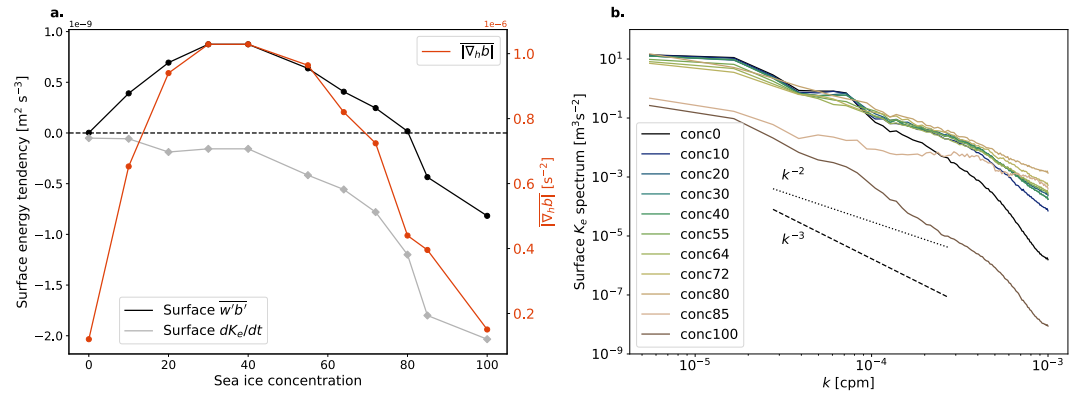 a.
1e−9
1e−6
1.0
0.5
0.0
−0.5
−1.0
−1.5
−2.0
Surface energy tendency [m² s⁻³]
|∇ₕb|
Surface w′b′
Surface dKₑ/dt
0
20
40
60
80
100
Sea ice concentration
1.0
0.8
0.6
0.4
0.2
|∇ₕb| [s⁻²]
b.
10¹
10⁻¹
10⁻³
10⁻⁵
10⁻⁷
10⁻⁹
Surface Kₑ spectrum [m³s⁻²]
conc0
conc10
conc20
conc30
conc40
conc55
conc64
conc72
conc80
conc85
conc100
k⁻²
k⁻³
10⁻⁵
10⁻⁴
10⁻³
k [cpm]